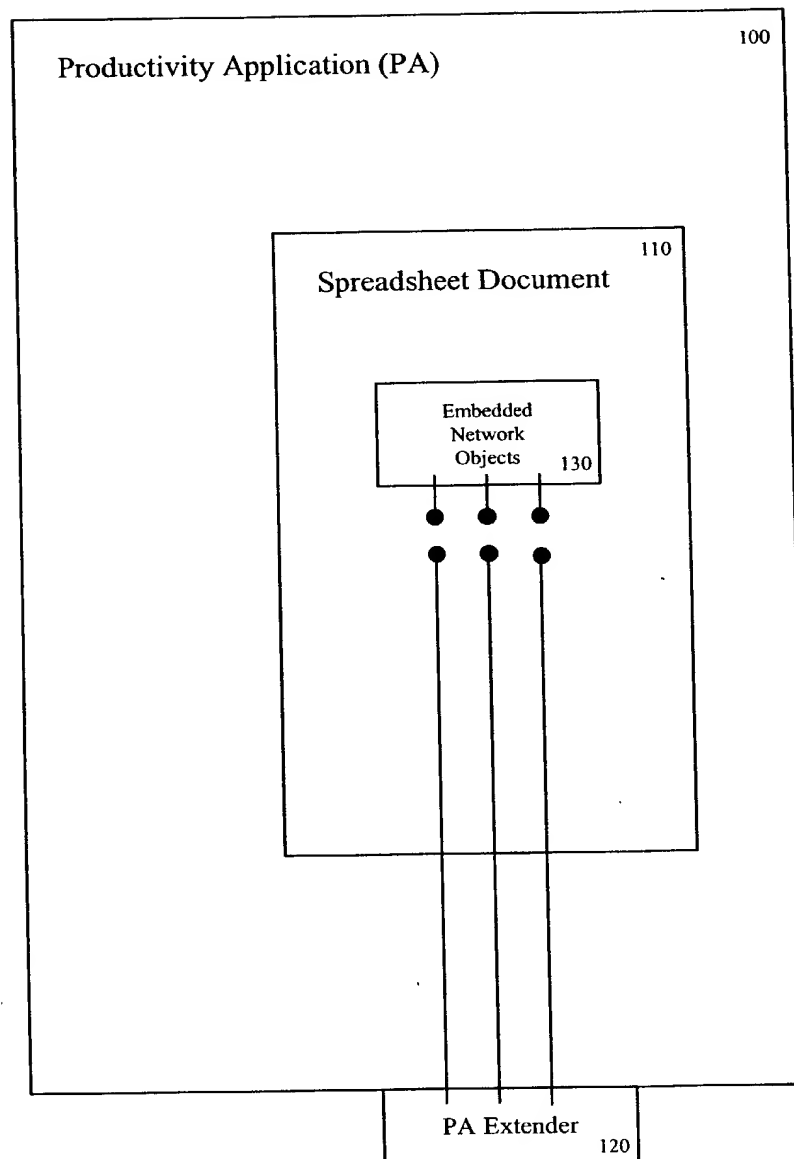 100
Productivity Application (PA)
110
Spreadsheet Document
Embedded
Network
Objects
130
PA Extender
120